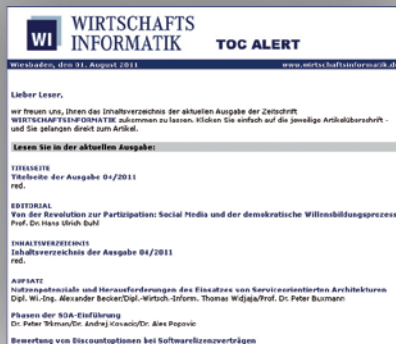 WI
WIRTSCHAFTS
INFORMATIK
TOC ALERT
Wiesbaden, den 01. August 2011 www.wirtschaftsinformatik.de
Lieber Leser,
wir freuen uns, Ihnen das Inhaltsverzeichnis der aktuellen Ausgabe der Zeitschrift
WIRTSCHAFTSINFORMATIK zukommen zu lassen. Klicken Sie einfach auf die jeweilige Artikelüberschrift -
und Sie gelangen direkt zum Artikel.
Lesen Sie in der aktuellen Ausgabe:
TITELSEITE
Titelseite der Ausgabe 04/2011
red.
EDITORIAL
Von der Revolution zur Partizipation: Social Media und der demokratische Willensbildungsprozess
Prof. Dr. Hans Ulrich Buhl
INHALTSVERZEICHNIS
Inhaltsverzeichnis der Ausgabe 04/2011
red.
AUFSATZ
Nutzenpotenziale und Herausforderungen des Einsatzes von Serviceorientierten Architekturen
Dipl. Wi.-Ing. Alexander Becker/Dipl.-Wirtsch.-Inform. Thomas Widjaja/Prof. Dr. Peter Buxmann
Phasen der SOA-Einführung
Dr. Peter Trkman/Dr. Andrej Kovacic/Dr. Ales Popovic
Bewertung von Discountoptionen bei Softwarelizenzverträgen